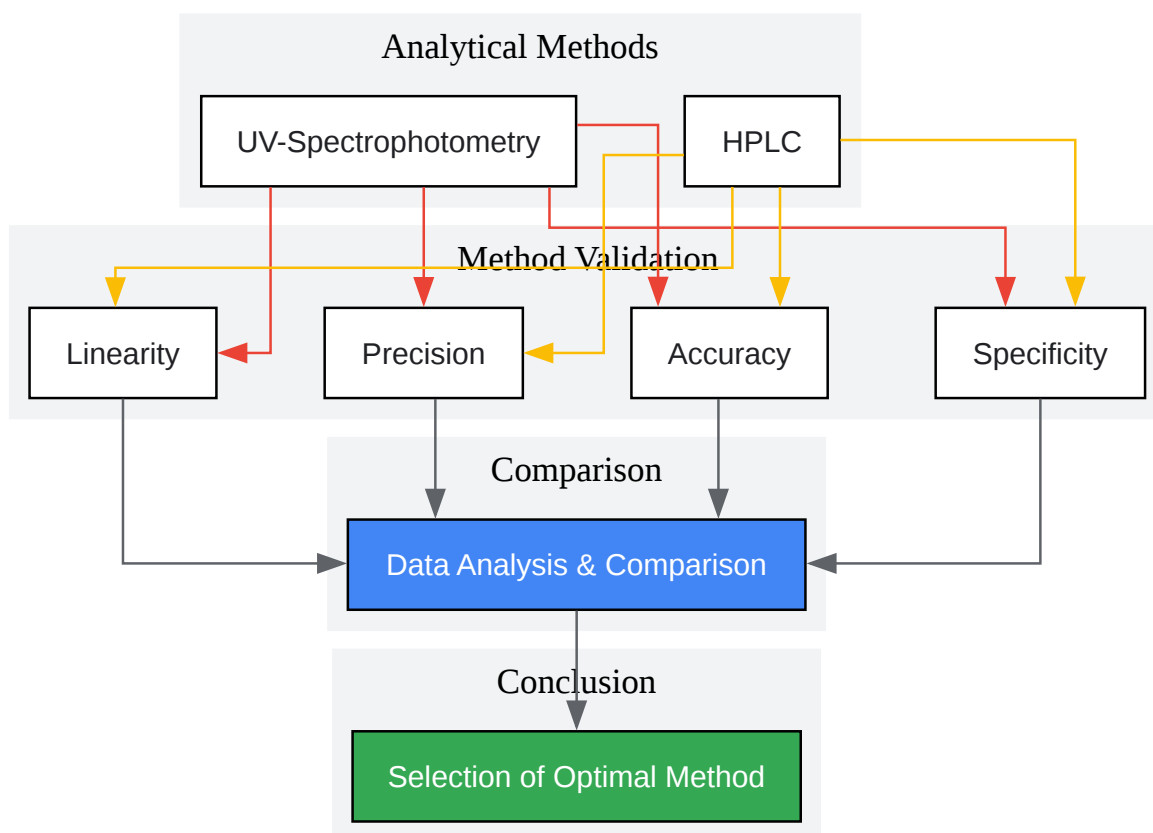 Analytical Methods
UV-Spectrophotometry
HPLC
Method Validation
Linearity
Precision
Accuracy
Specificity
Comparison
Data Analysis & Comparison
Conclusion
Selection of Optimal Method